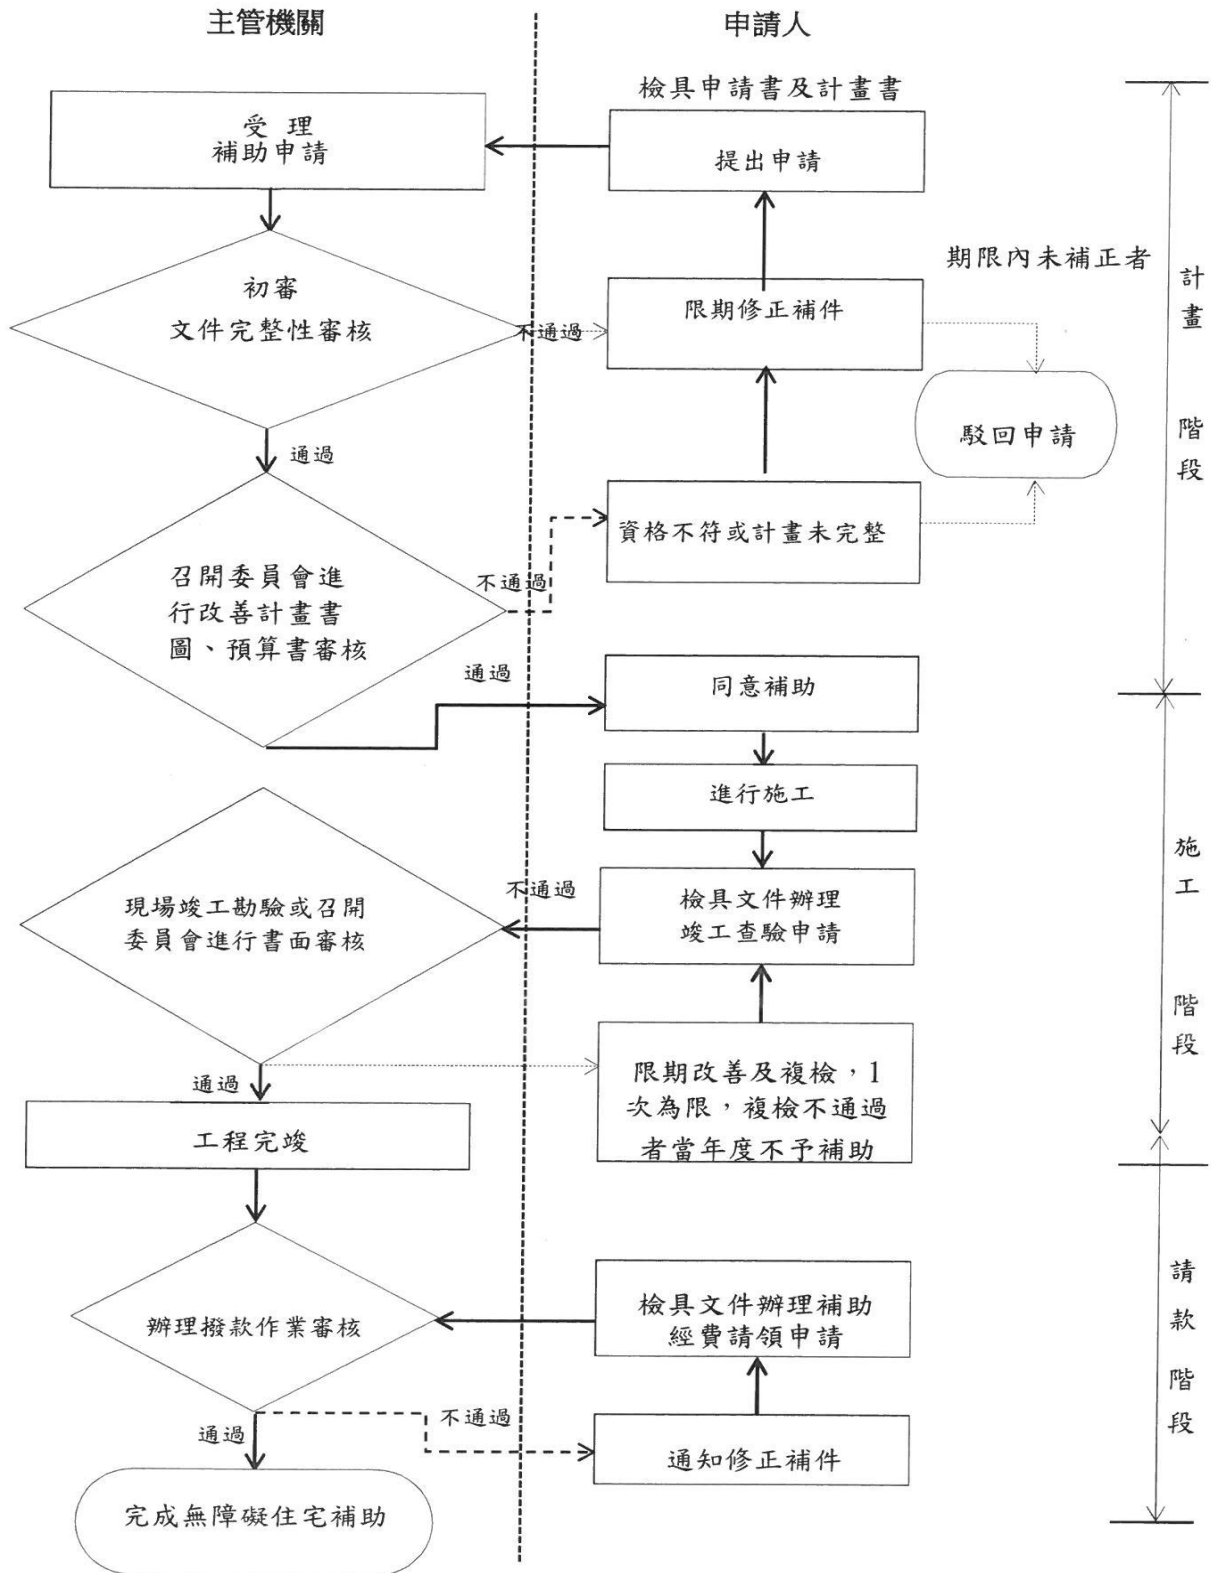 主管機關
申請人
檢具申請書及計畫書
受 理
補助申請
提出申請
期限內未補正者
初審
文件完整性審核
不通過
限期修正補件
駁回申請
通過
資格不符或計畫未完整
召開委員會進
行改善計畫書
圖、預算書審核
不通過
通過
同意補助
計畫階段
進行施工
不通過
檢具文件辦理
竣工查驗申請
現場竣工勘驗或召開
委員會進行書面審核
限期改善及複檢，1
次為限，複檢不通過
者當年度不予補助
通過
工程完竣
施工階段
檢具文件辦理補助
經費請領申請
辦理撥款作業審核
不通過
通過
通知修正補件
請款階段
完成無障礙住宅補助